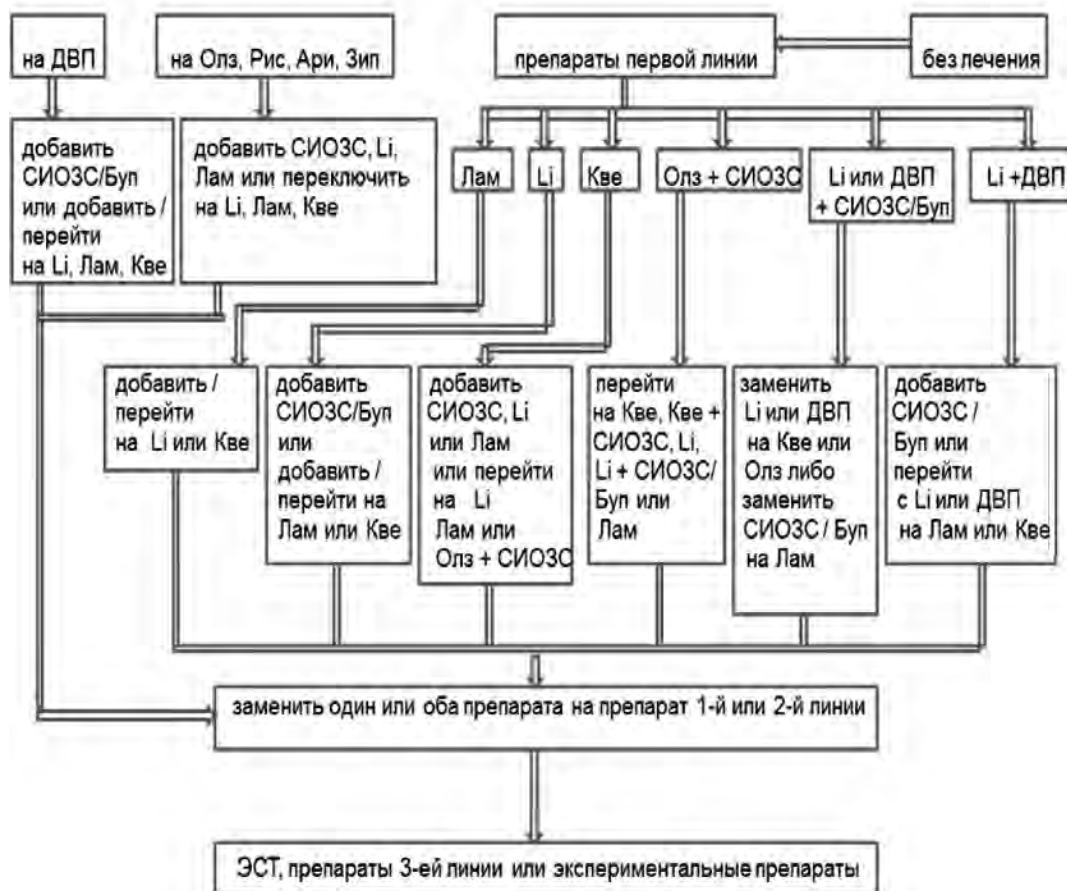 на ДВП
на Олз, Рис, Ари, Зип
препараты первой линии
без лечения
добавить
СИОЗС/Буп
или добавить /
перейти
на Li, Лам, Кве
добавить СИОЗС, Li,
Лам или переключить
на Li, Лам, Кве
Лам
Li
Кве
Олз + СИОЗС
Li или ДВП
+ СИОЗС/Буп
Li +ДВП
добавить /
перейти
на Li или Кве
добавить
СИОЗС/Буп
или
добавить /
перейти на
Лам или Кве
добавить
СИОЗС, Li
или Лам
или перейти
на Li
Лам или
Олз + СИОЗС
перейти
на Кве, Кве +
СИОЗС, Li,
Li + СИОЗС/
Буп или
Лам
заменить
Li или ДВП
на Кве или
Олз либо
заменить
СИОЗС / Буп
на Лам
добавить
СИОЗС /
Буп или
перейти
с Li или ДВП
на Лам или Кве
заменить один или оба препарата на препарат 1-й или 2-й линии
ЭСТ, препараты 3-ей линии или экспериментальные препараты